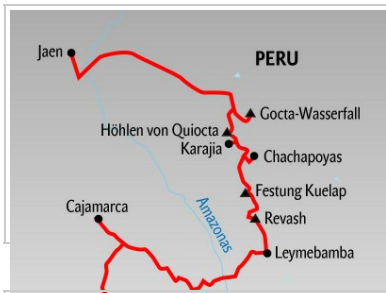 Jaen
PERU
Gocta-Wasserfall
Höhlen von Quiocta
Karajia
Chachapoyas
Festung Kuelap
Cajamarca
Amazonas
Revash
Leymebamba